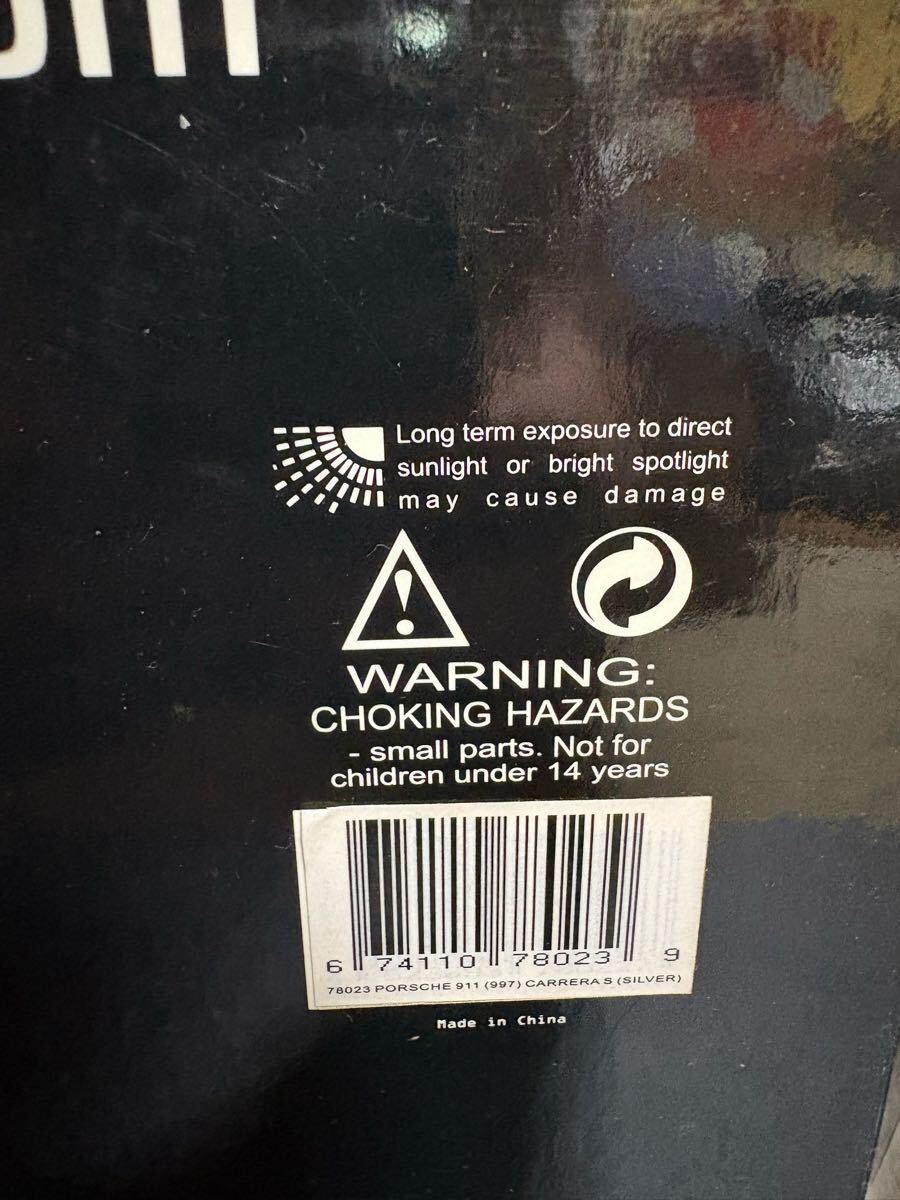 Long term exposure to direct
sunlight or bright spotlight
may cause damage
WARNING:
CHOKING HAZARDS
- small parts. Not for
children under 14 years
6 74110 78023 9
78023 PORSCHE 911 (997) CARRERA S (SILVER)
Made in China